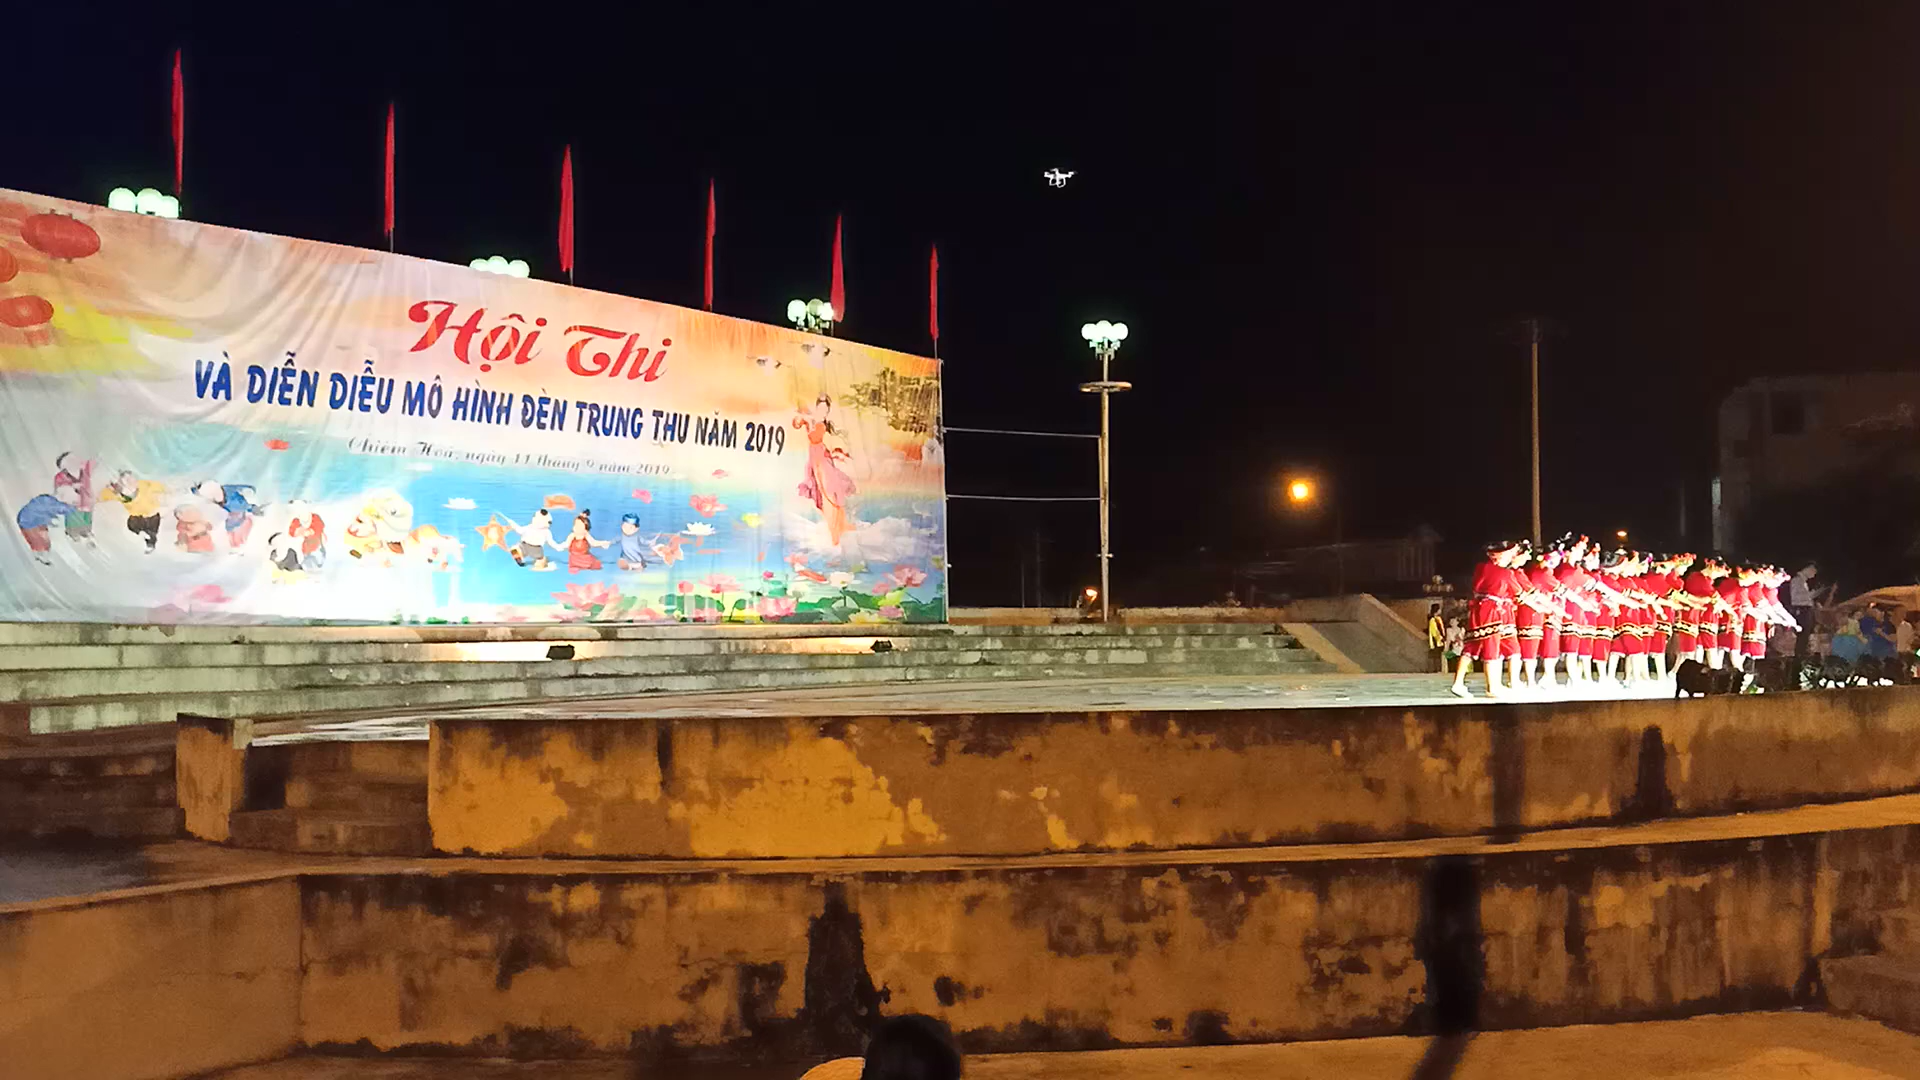 Hội Thi
VÀ DIỄN DIỄU MÔ HÌNH ĐÈN TRUNG THU NĂM 2019
Chiêm Hoá, ngày 11 tháng 9 năm 2019